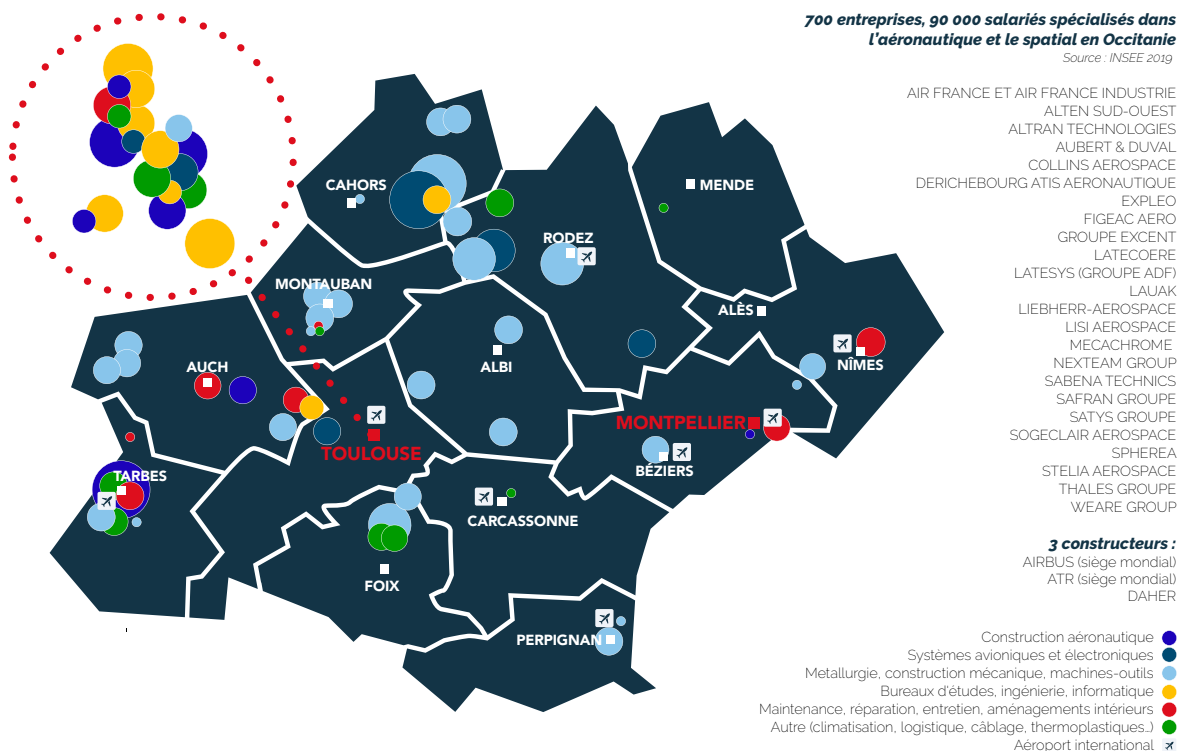 700 entreprises, 90 000 salariés spécialisés dans
l'aéronautique et le spatial en Occitanie
Source : INSEE 2019
AIR FRANCE ET AIR FRANCE INDUSTRIE
ALTEN SUD-OUEST
ALTRAN TECHNOLOGIES
AUBERT & DUVAL
COLLINS AEROSPACE
DERICHEBOURG ATIS AERONAUTIQUE
EXPLEO
FIGEAC AERO
GROUPE EXCENT
LATECOERE
LATESYS (GROUPE ADF)
LAUAK
LIEBHERR-AEROSPACE
LISI AEROSPACE
MECACHROME
NEXTEAM GROUP
SABENA TECHNICS
SAFRAN GROUPE
SATYS GROUPE
SOGECLAIR AEROSPACE
SPHEREA
STELIA AEROSPACE
THALES GROUPE
WEARE GROUP
3 constructeurs :
AIRBUS (siège mondial)
ATR (siège mondial)
DAHER
Construction aéronautique
Systèmes avioniques et électroniques
Metallurgie, construction mécanique, machines-outils
Bureaux d'études, ingénierie, informatique
Maintenance, réparation, entretien, aménagements intérieurs
Autre (climatisation, logistique, câblage, thermoplastiques...)
Aéroport international
CAHORS
MENDE
RODEZ
MONTAUBAN
ALÈS
AUCH
ALBI
NÎMES
MONTPELLIER
TOULOUSE
BÉZIERS
TARBES
CARCASSONNE
FOIX
PERPIGNAN